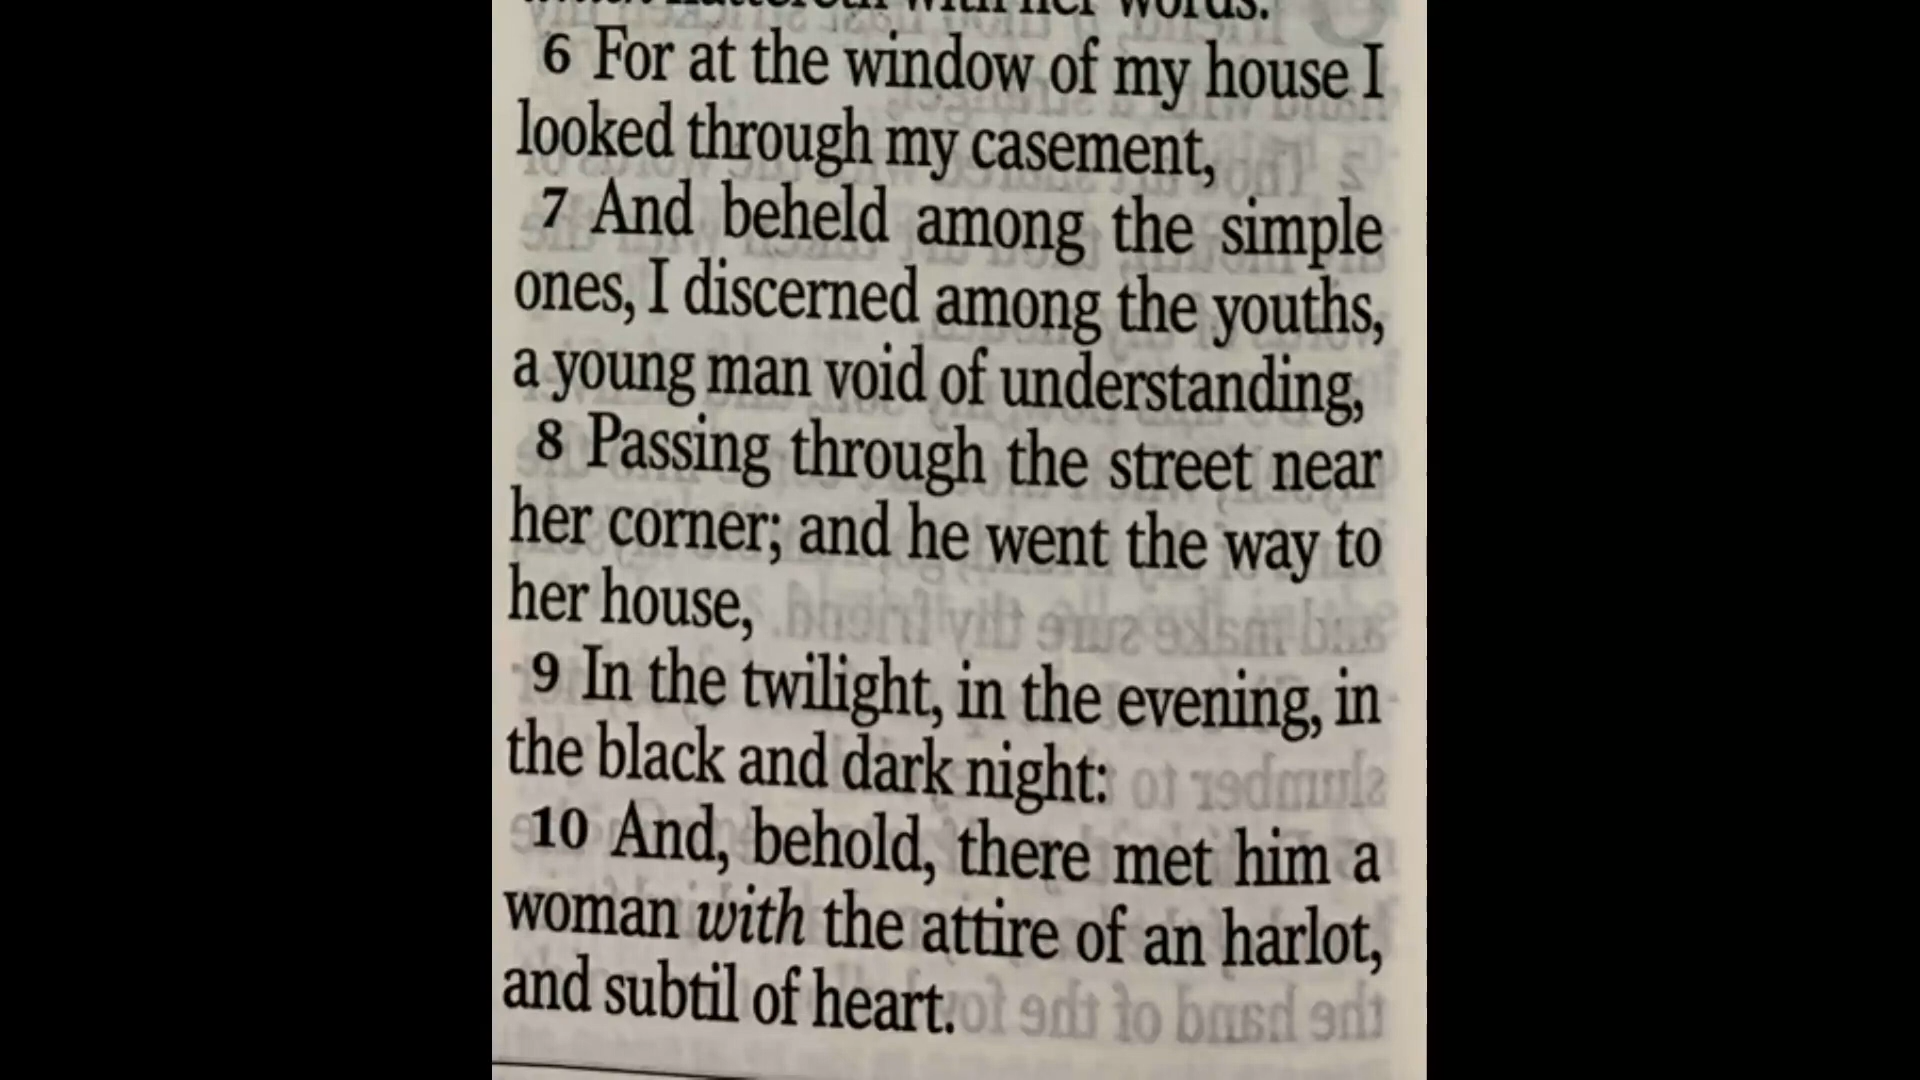 with her words.
6 For at the window of my house I
looked through my casement,
7 And beheld among the simple
ones, I discerned among the youths,
a young man void of understanding,
8 Passing through the street near
her corner; and he went the way to
her house,
9 In the twilight, in the evening, in
the black and dark night:
10 And, behold, there met him a
woman with the attire of an harlot,
and subtil of heart.